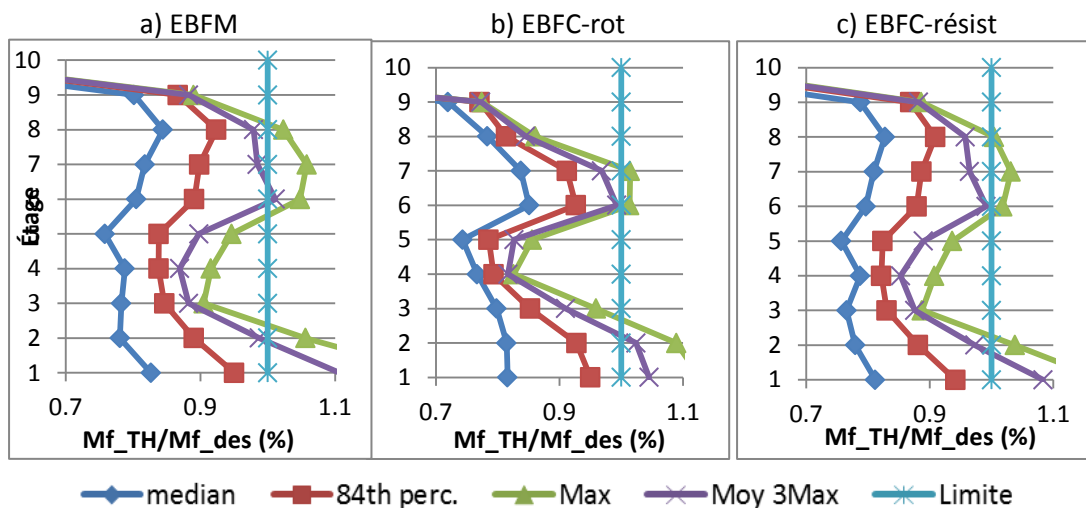 a) EBFM
b) EBFC-rot
c) EBFC-résist
Étage
10
9
8
7
6
5
4
3
2
1
0.7 0.9 1.1
Mf_TH/Mf_des (%)
10
9
8
7
6
5
4
3
2
1
0.7 0.9 1.1
Mf_TH/Mf_des (%)
10
9
8
7
6
5
4
3
2
1
0.7 0.9 1.1
Mf_TH/Mf_des (%)
median 84th perc. Max Moy 3Max Limite